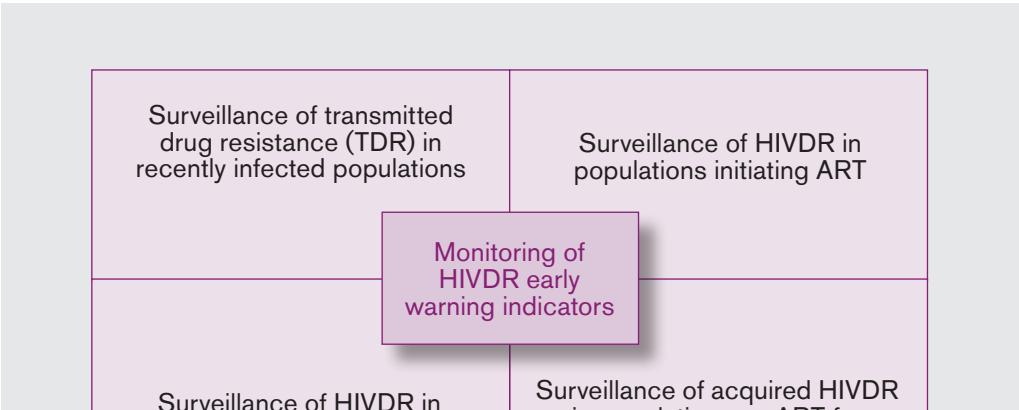 Surveillance of transmitted
drug resistance (TDR) in
recently infected populations
Surveillance of HIVDR in
populations initiating ART
Monitoring of
HIVDR early
warning indicators
Surveillance of HIVDR in
Surveillance of acquired HIVDR
ART